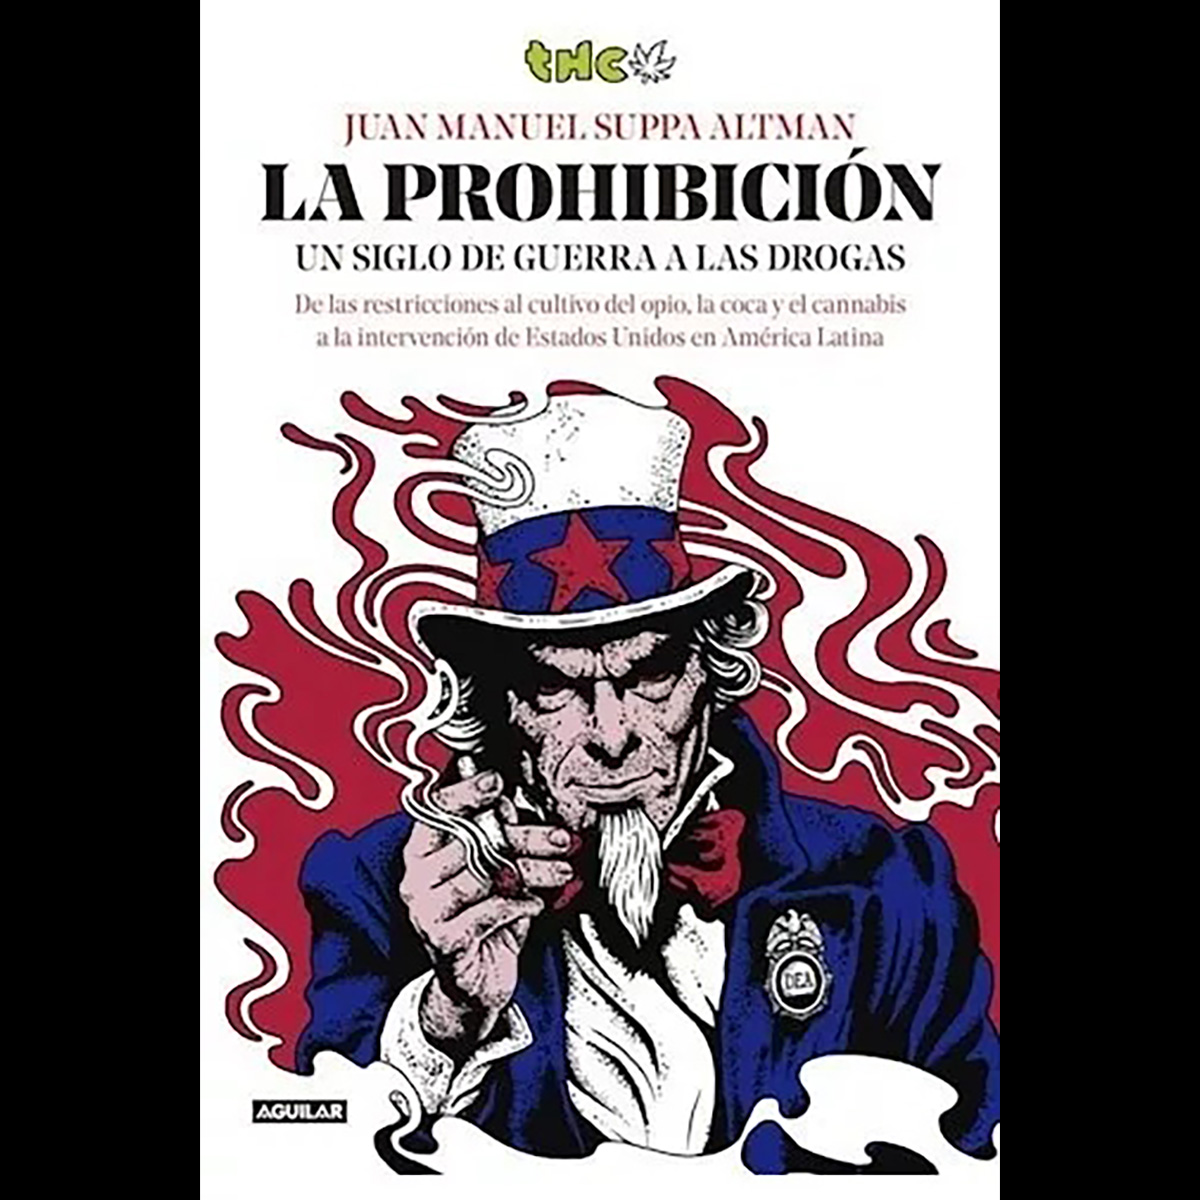 tHC
JUAN MANUEL SUPPA ALTMAN
LA PROHIBICIÓN
UN SIGLO DE GUERRA A LAS DROGAS
De las restricciones al cultivo del opio, la coca y el cannabis
a la intervención de Estados Unidos en América Latina
DEA
AGUILAR